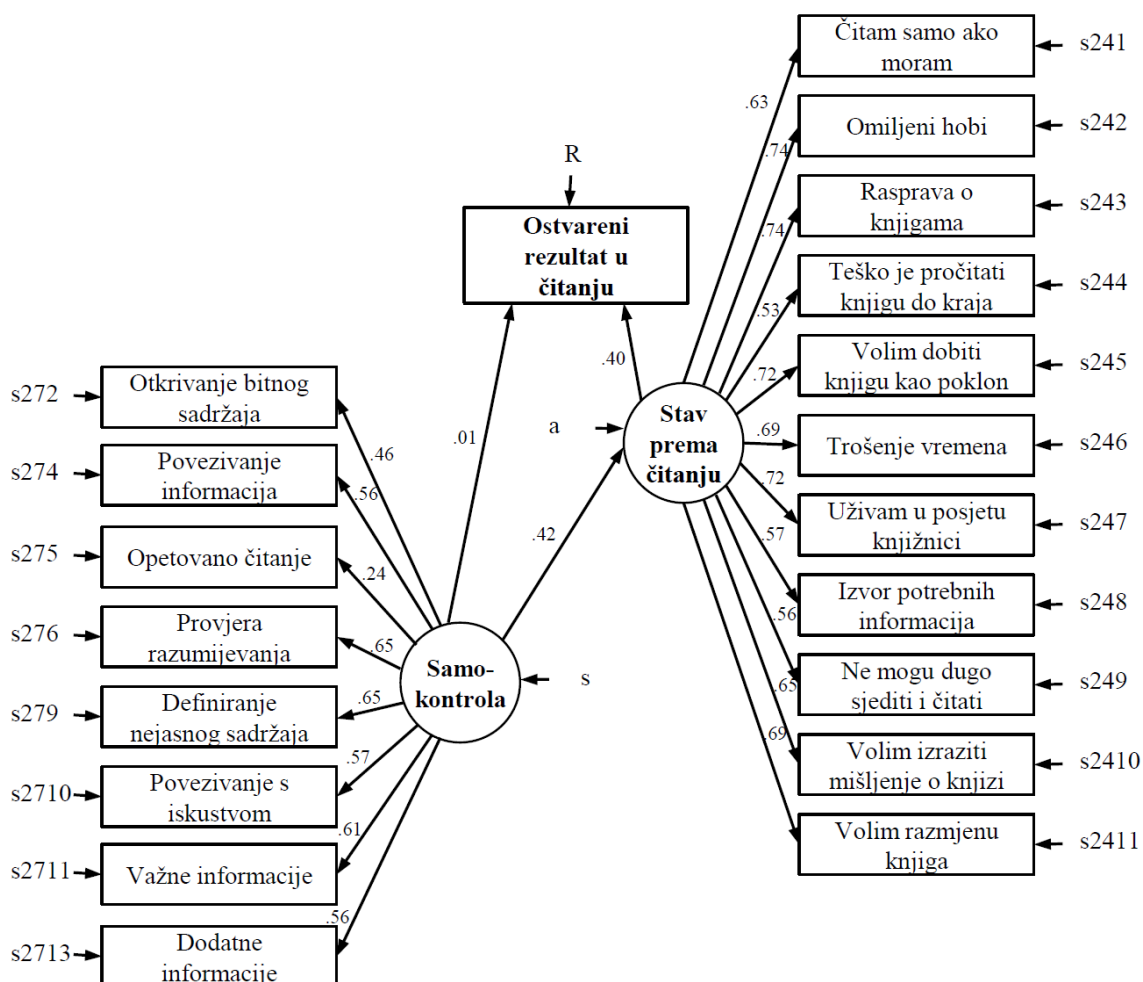 Čitam samo ako
moram
s241
.63
Omiljeni hobi
s242
.74
R
Rasprava o
knjigama
s243
.74
Ostvareni
rezultat u
čitanju
Teško je pročitati
knjigu do kraja
s244
.53
.40
Volim dobiti
knjigu kao poklon
s245
.72
s272
Otkrivanje bitnog
sadržaja
.46
.01
a
Stav
prema
čitanju
.69
Trošenje vremena
s246
s274
Povezivanje
informacija
.56
.72
Uživam u posjetu
knjižnici
s247
.42
s275
Opetovano čitanje
.24
.57
Izvor potrebnih
informacija
s248
s276
Provjera
razumijevanja
.65
.56
Samo-
kontrola
s
Ne mogu dugo
sjediti i čitati
s249
.65
s279
Definiranje
nejasnog sadržaja
.65
.69
Volim izraziti
mišljenje o knjizi
s2410
s2710
Povezivanje s
iskustvom
.57
Volim razmjenu
knjiga
s2411
s2711
Važne informacije
.61
s2713
Dodatne
informacije
.56